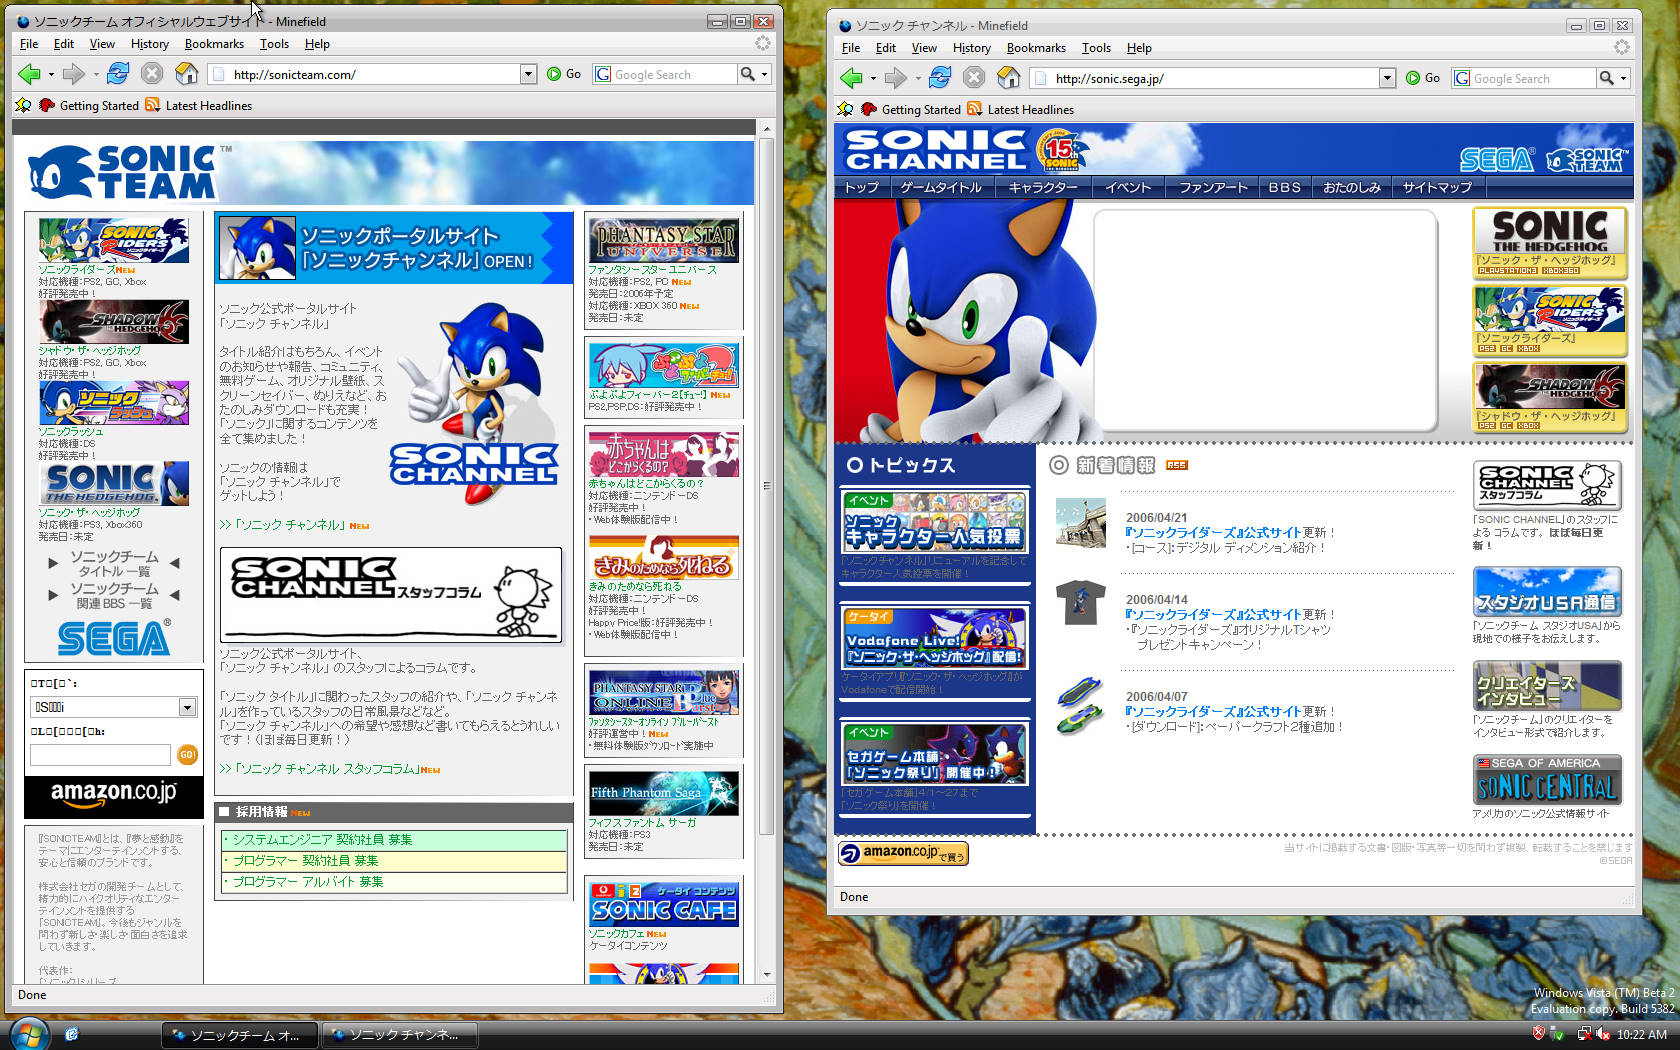 ソニックチーム オフィシャルウェブサイト - Minefield
File Edit View History Bookmarks Tools Help
http://sonicteam.com/
Go
Google Search
Getting Started
Latest Headlines
SONIC TEAM TM
SONIC RIDERS
ソニックライダーズNEW
対応機種:PS2, GC, Xbox
好評発売中！
SHADOW THE HEDGEHOG
シャドウ・ザ・ヘッジホッグ
対応機種:PS2, GC, Xbox
好評発売中！
ソニックラッシュ
ソニックラッシュ
対応機種:DS
好評発売中！
SONIC THE HEDGEHOG
ソニック・ザ・ヘッジホッグ
対応機種:PS3, Xbox360
発売日:未定
ソニックチーム
タイトル 一覧
ソニックチーム
関連 BBS 一覧
SEGA
GO!
amazon.co.jp
『SONICTEAM』とは、『夢と感動』を
テーマにエンターテインメントする、
安心と信頼のブランドです。
株式会社セガの開発チームとして、
精力的にハイクオリティなエンター
テインメントを提供する
「SONICTEAM」。今後もジャンルを
問わず新しさ・楽しさ・面白さを追求
していきます。
代表作:
「ソニック」シリーズ
ソニックポータルサイト
「ソニックチャンネル」OPEN！
ソニック公式ポータルサイト
「ソニック チャンネル」
タイトル紹介はもちろん、イベント
のお知らせや報告、コミュニティ、
無料ゲーム、オリジナル壁紙、ス
クリーンセイバー、ぬりえなど、お
たのしみダウンロードも充実！
「ソニック」に関するコンテンツを
全て集めました！
ソニックの情報は
「ソニック チャンネル」で
ゲットしよう！
SONIC CHANNEL
>> 「ソニック チャンネル」 NEW
SONIC CHANNEL スタッフコラム
ソニック公式ポータルサイト、
「ソニック チャンネル」のスタッフによるコラムです。
「ソニック タイトル」に関わったスタッフの紹介や、「ソニック チャンネ
ル」を作っているスタッフの日常風景などなど。
「ソニック チャンネル」への希望や感想など書いてもらえるとうれしい
です！（ほぼ毎日更新！）
>> 「ソニック チャンネル スタッフコラム」NEW
採用情報 NEW
・システムエンジニア 契約社員 募集
・プログラマー 契約社員 募集
・プログラマー アルバイト 募集
PHANTASY STAR UNIVERSE
ファンタシースター ユニバース
対応機種:PS2, PC NEW
発売日:2006年予定
対応機種:XBOX 360 NEW
発売日:未定
ぷよぷよフィーバー2【チュー!】 NEW
PS2,PSP,DS:好評発売中！
赤ちゃんは
どこからくるの?
赤ちゃんはどこからくるの？
対応機種:ニンテンドーDS
好評発売中！
・Web体験版配信中！
きみのためなら死ねる
きみのためなら死ねる
対応機種:ニンテンドーDS
好評発売中！
Happy Price!版:好評発売中！
・Web体験版配信中！
PHANTASY STAR ONLINE Blue Burst
ファンタシースターオンライン ブルーバースト
好評運営中！NEW
・無料体験版ダウンロード実施中
Fifth Phantom Saga
フィフス ファントム サーガ
対応機種:PS3
発売日:未定
ケータイ コンテンツ
SONIC CAFE
ソニックカフェ NEW
ケータイコンテンツ
Done
ソニック チャンネル - Minefield
File Edit View History Bookmarks Tools Help
http://sonic.sega.jp/
Go
Google Search
Getting Started
Latest Headlines
SONIC CHANNEL
15th SONIC
SEGA
SONIC TEAM
トップ ゲームタイトル キャラクター イベント ファンアート BBS おたのしみ サイトマップ
SONIC THE HEDGEHOG
『ソニック・ザ・ヘッジホッグ』
PLAYSTATION3 XBOX360
SONIC RIDERS
『ソニックライダーズ』
PS2 GC XBOX
SHADOW THE HEDGEHOG
『シャドウ・ザ・ヘッジホッグ』
PS2 GC XBOX
トピックス
イベント
ソニック
キャラクター人気投票
「ソニックチャンネル」リニューアルを記念して
キャラクター人気投票を開催！
ケータイ
Vodafone Live!
『ソニック・ザ・ヘッジホッグ』配信!
ケータイアプリ『ソニック・ザ・ヘッジホッグ』が
Vodafoneで配信開始！
イベント
セガゲーム本舗
「ソニック祭り」開催中！
「セガゲーム本舗」4/1～27まで
「ソニック祭り」を開催！
新着情報 RSS
2006/04/21
『ソニックライダーズ』公式サイト更新！
・[コース]：デジタル ディメンション紹介！
2006/04/14
『ソニックライダーズ』公式サイト更新！
・『ソニックライダーズ』オリジナルTシャツ
プレゼントキャンペーン！
2006/04/07
『ソニックライダーズ』公式サイト更新！
・[ダウンロード]：ペーパークラフト2種追加！
SONIC CHANNEL
スタッフコラム
「SONIC CHANNEL」のスタッフに
よる コラムです。 ほぼ毎日更
新！
スタジオUSA通信
「ソニックチーム スタジオUSA」から
現地での様子をお伝えします。
クリエイターズ
インタビュー
「ソニックチーム」のクリエイターを
インタビュー形式で紹介します。
SEGA OF AMERICA
SONIC CENTRAL
アメリカのソニック公式情報サイト
amazon.co.jpで買う
当サイトに掲載する文書・図版・写真等一切を問わず複製、転載することを禁じます
©SEGA
Done
Windows Vista (TM) Beta 2
Evaluation copy. Build 5382
ソニックチーム オ...
ソニック チャンネ...
10:22 AM